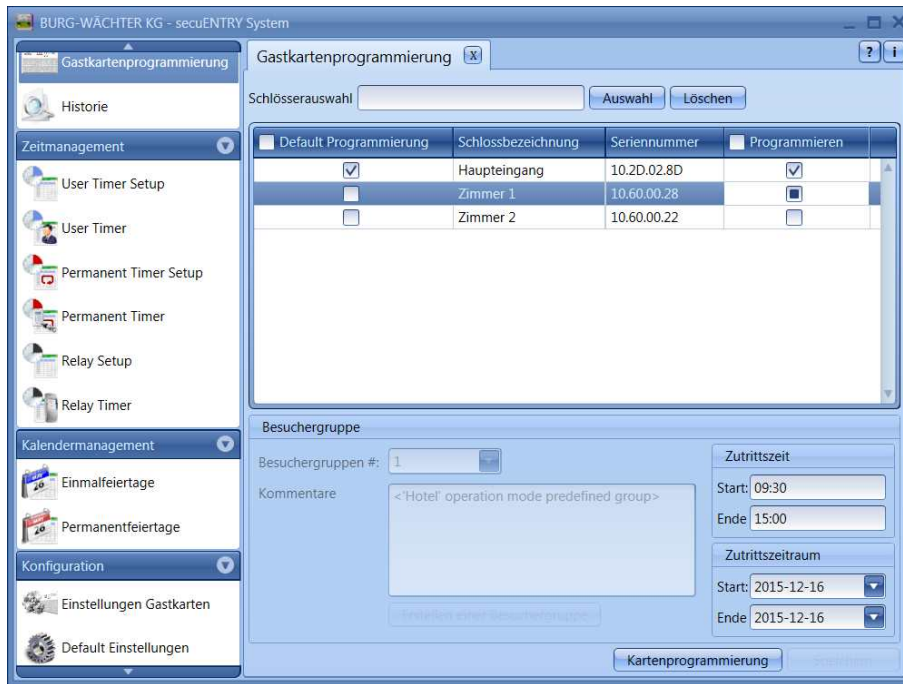 BURG-WÄCHTER KG - secuENTRY System
Gastkartenprogrammierung
Historie
Zeitmanagement
User Timer Setup
User Timer
Permanent Timer Setup
Permanent Timer
Relay Setup
Relay Timer
Kalendermanagement
Einmalfeiertage
Permanentfeiertage
Konfiguration
Einstellungen Gastkarten
Default Einstellungen
Gastkartenprogrammierung X
? i
Schlösserauswahl Auswahl Löschen
Default Programmierung Schlossbezeichnung Seriennummer Programmieren
Haupteingang 10.2D.02.8D
Zimmer 1 10.60.00.28
Zimmer 2 10.60.00.22
Besuchergruppe
Besuchergruppen #: 1
Kommentare <'Hotel' operation mode predefined group>
Erstellen einer Besuchergruppe
Zutrittszeit
Start: 09:30
Ende 15:00
Zutrittszeitraum
Start: 2015-12-16
Ende 2015-12-16
Kartenprogrammierung